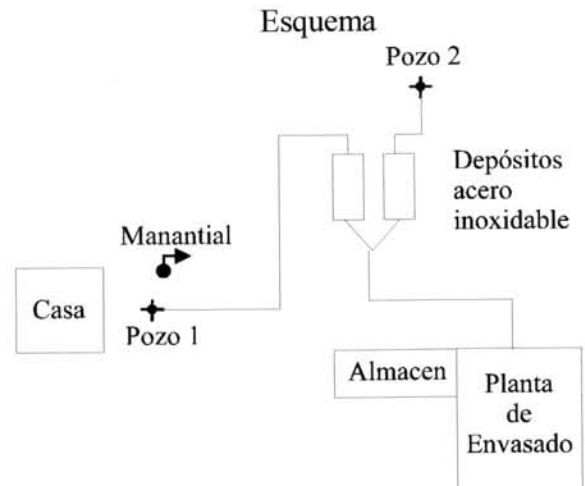 Esquema
Pozo 2
Depósitos
acero
inoxidable
Manantial
Casa
Pozo 1
Almacen
Planta
de
Envasado